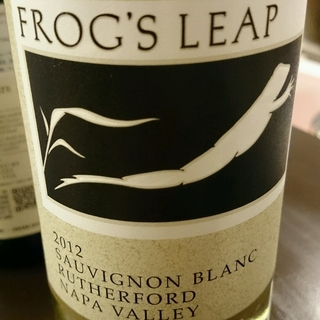 FROG'S LEAP
2012
SAUVIGNON BLANC
RUTHERFORD
NAPA VALLEY